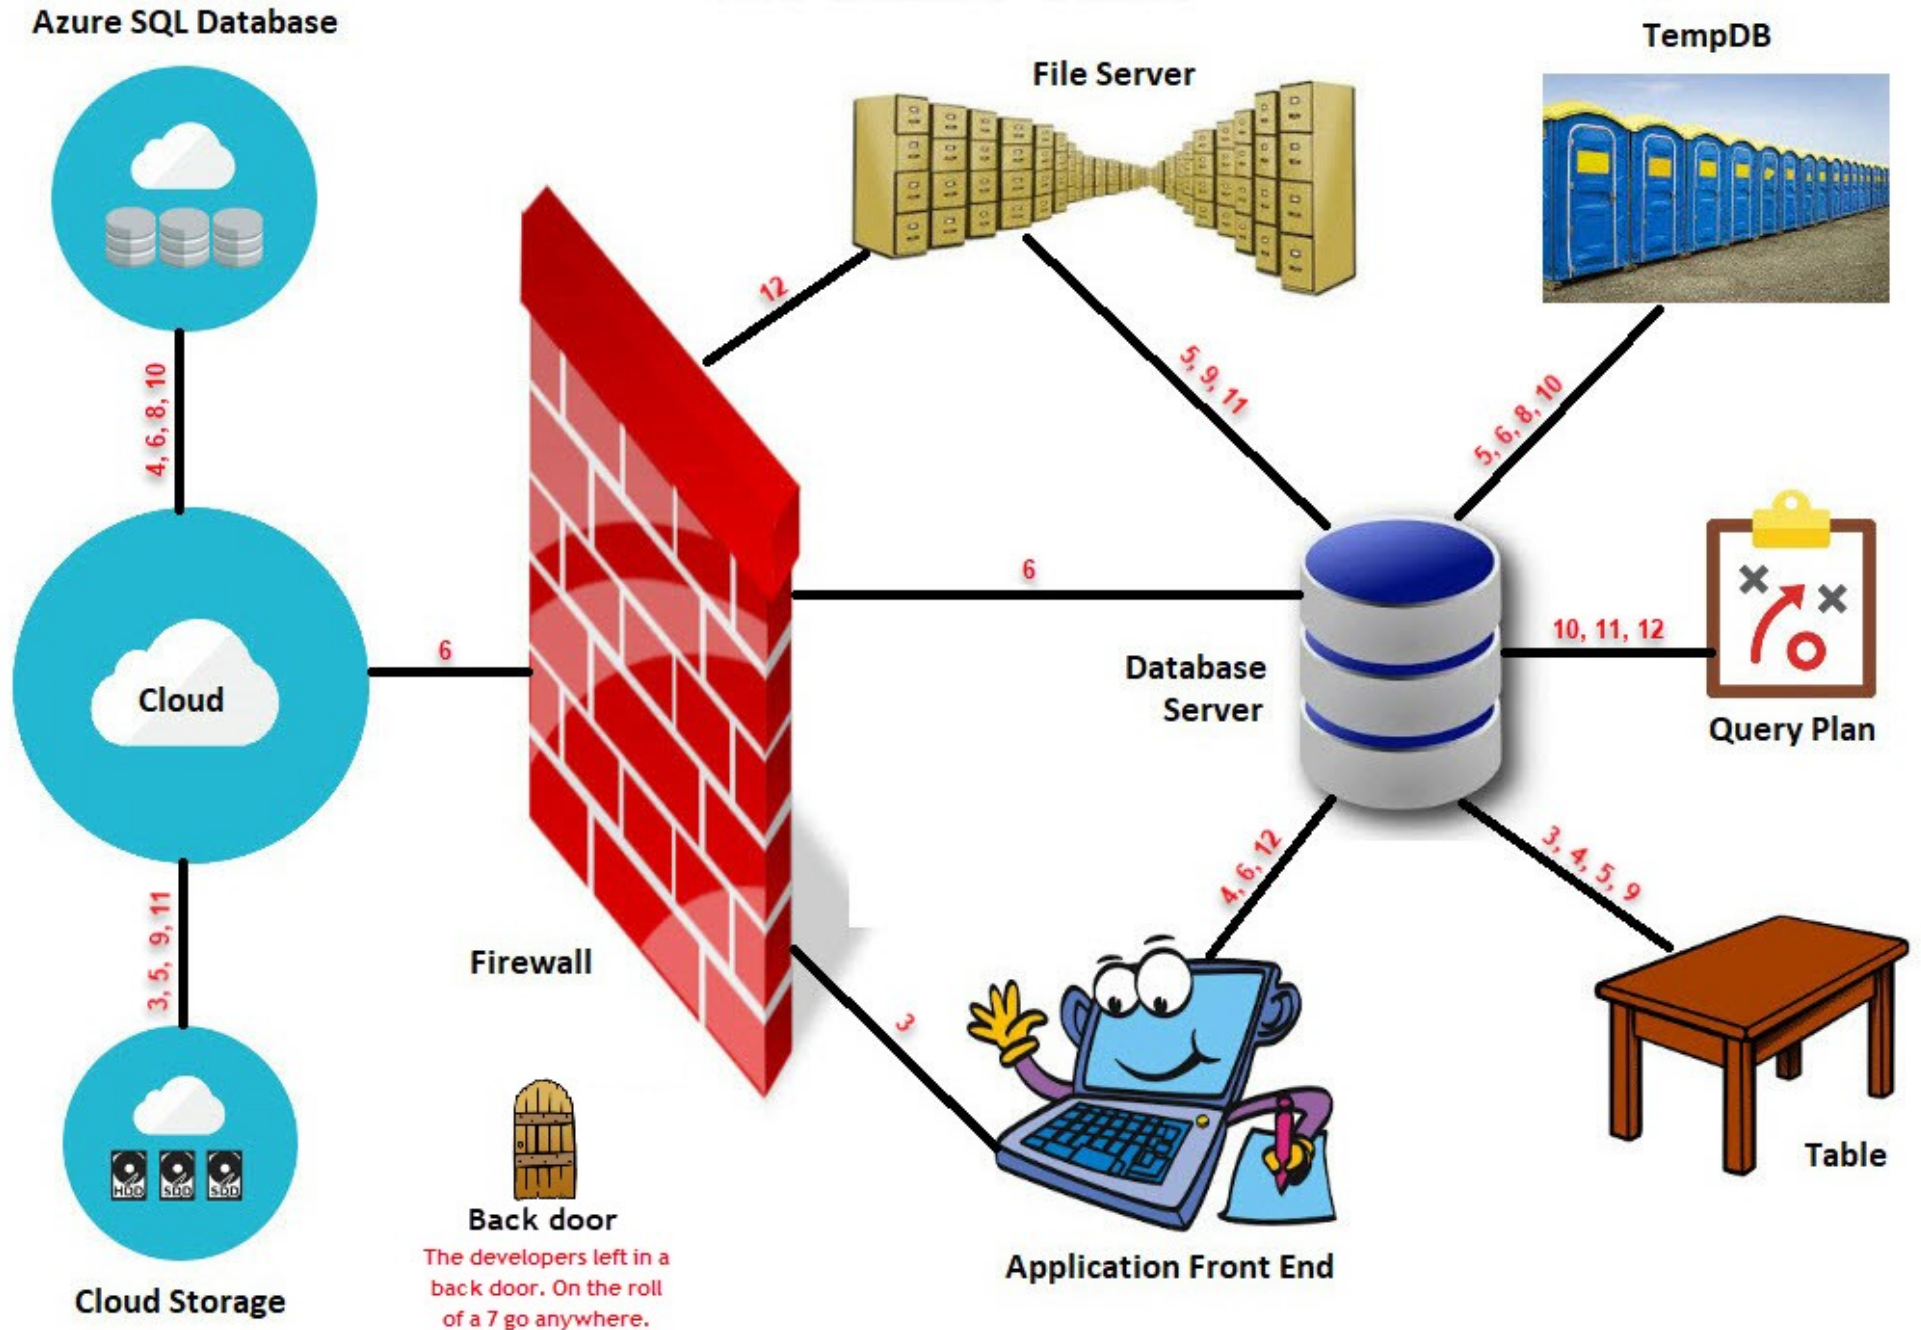 Azure SQL Database
TempDB
File Server
12
4, 6, 8, 10
5, 9, 11
5, 6, 8, 10
6
6
10, 11, 12
Cloud
Database
Server
Query Plan
4, 6, 12
3, 4, 5, 9
3, 5, 9, 11
Firewall
3
HDD
SDD
SDD
Table
Back door
The developers left in a
back door. On the roll
of a 7 go anywhere.
Application Front End
Cloud Storage